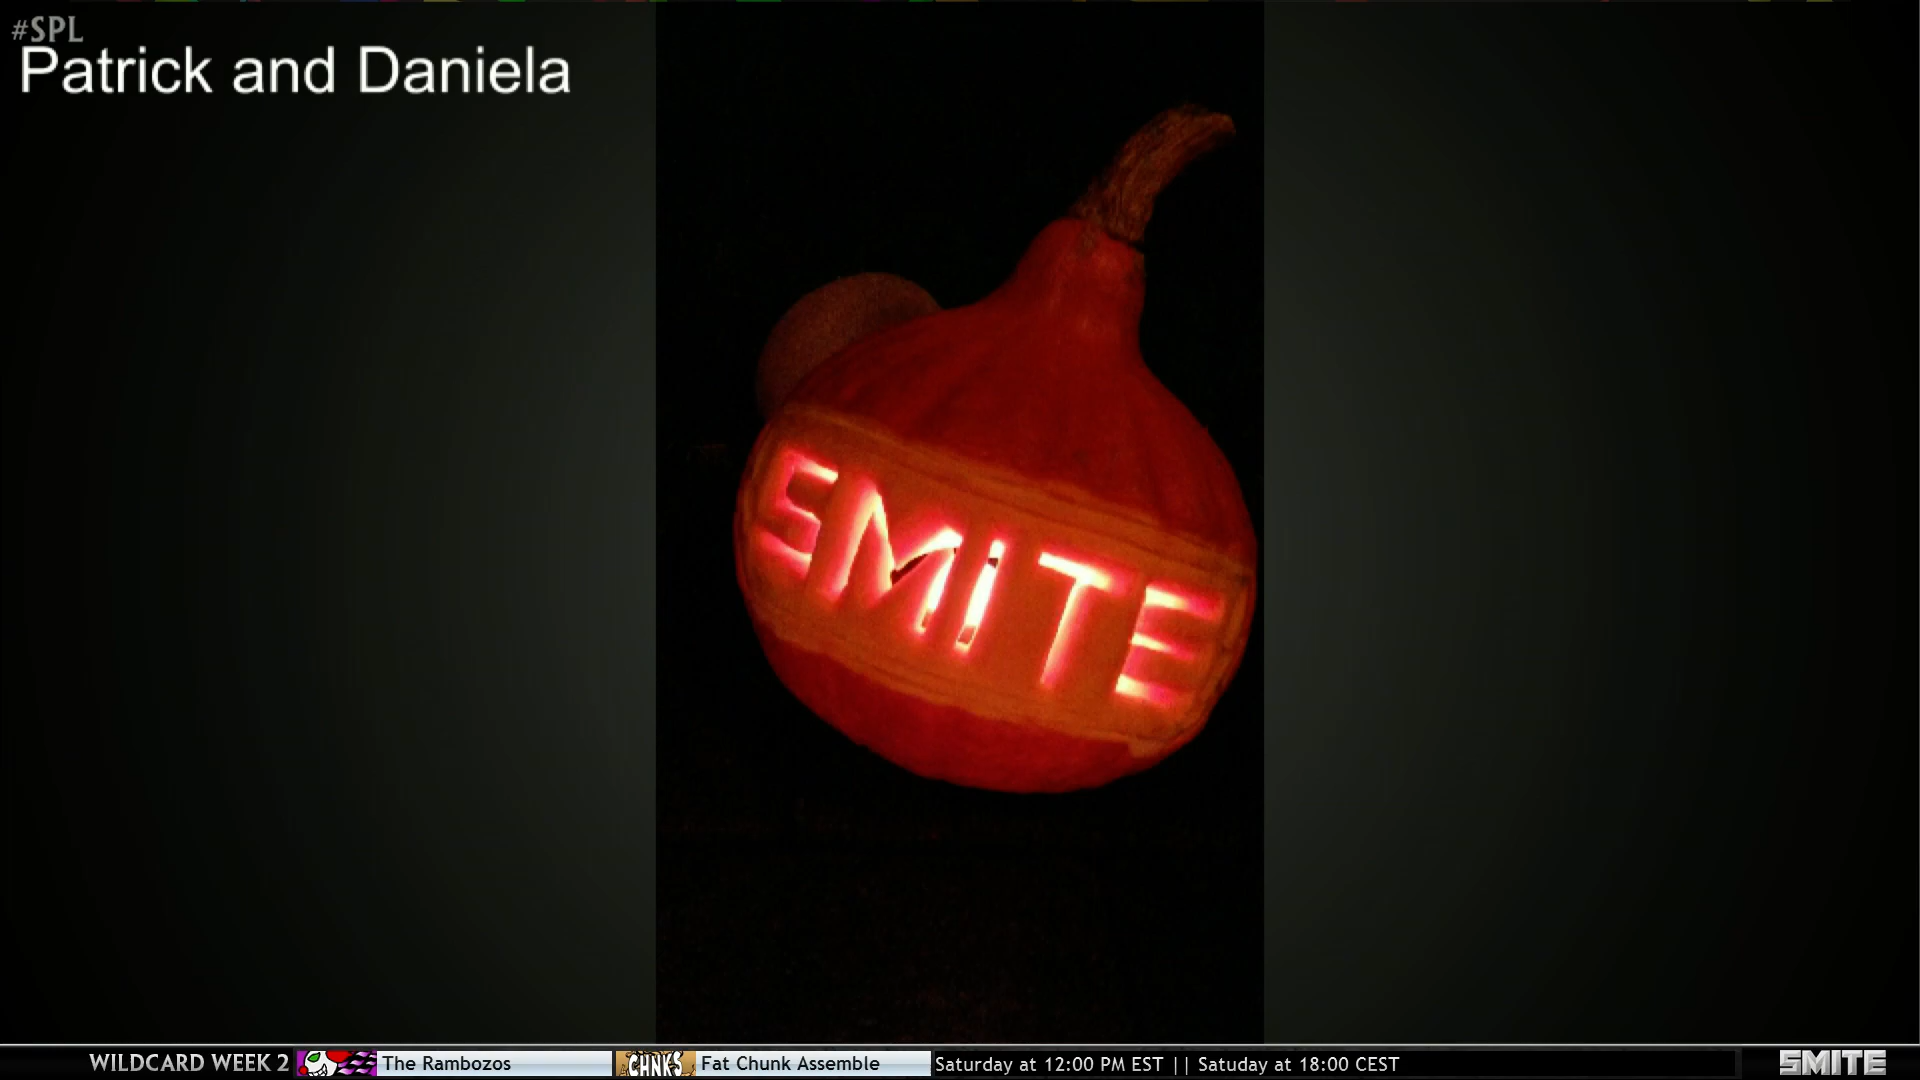 #SPL
Patrick and Daniela
SMITE
WILDCARD WEEK 2
The Rambozos
CHNKS
Fat Chunk Assemble
Saturday at 12:00 PM EST || Satuday at 18:00 CEST
SMITE